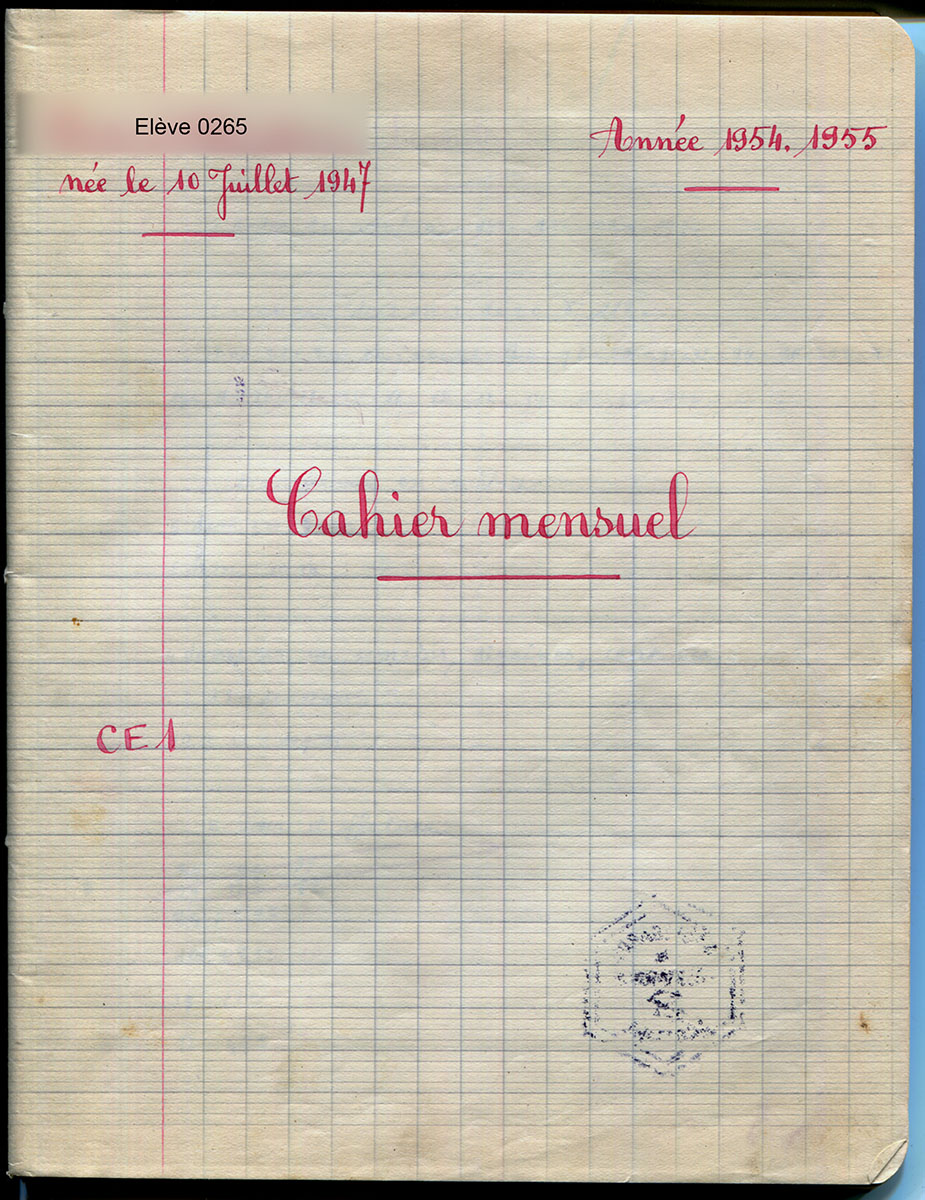 Elève 0265
Année 1954. 1955
née le 10 Juillet 1947
Cahier mensuel
CE1